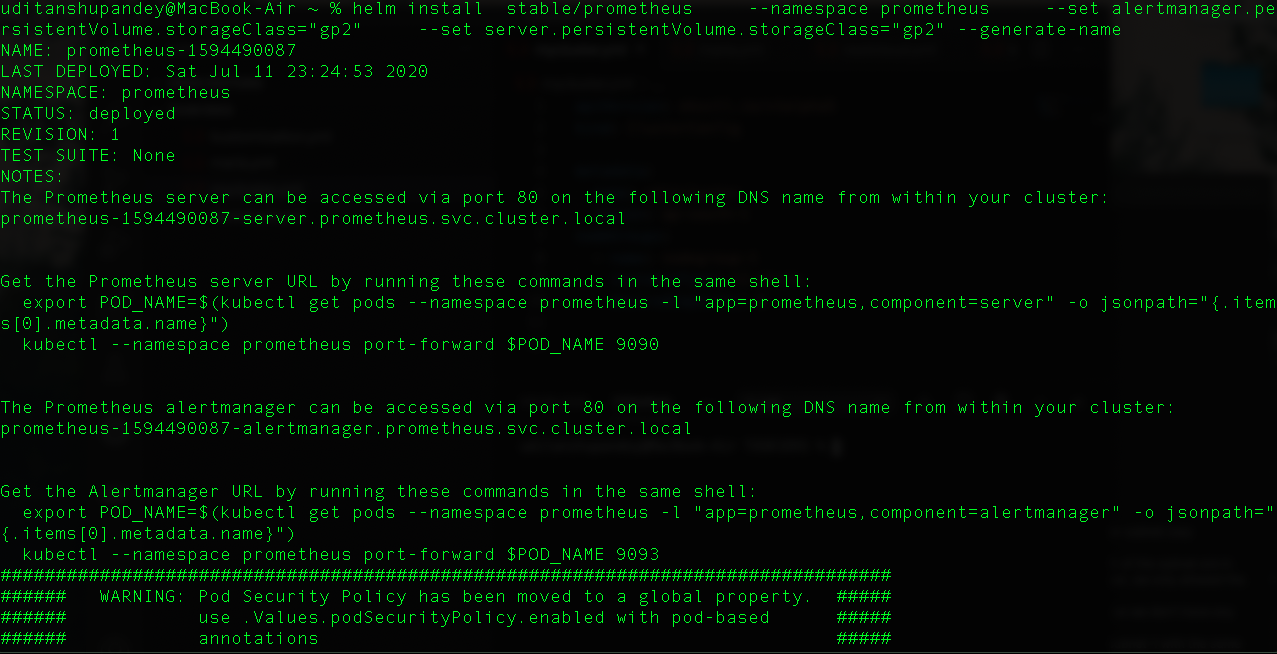 uditanshupandey@MacBook-Air ~ % helm install  stable/prometheus     --namespace prometheus     --set alertmanager.pe
rsistentVolume.storageClass="gp2"     --set server.persistentVolume.storageClass="gp2" --generate-name
NAME: prometheus-1594490087
LAST DEPLOYED: Sat Jul 11 23:24:53 2020
NAMESPACE: prometheus
STATUS: deployed
REVISION: 1
TEST SUITE: None
NOTES:
The Prometheus server can be accessed via port 80 on the following DNS name from within your cluster:
prometheus-1594490087-server.prometheus.svc.cluster.local
Get the Prometheus server URL by running these commands in the same shell:
  export POD_NAME=$(kubectl get pods --namespace prometheus -l "app=prometheus,component=server" -o jsonpath="{.item
s[0].metadata.name}")
  kubectl --namespace prometheus port-forward $POD_NAME 9090
The Prometheus alertmanager can be accessed via port 80 on the following DNS name from within your cluster:
prometheus-1594490087-alertmanager.prometheus.svc.cluster.local
Get the Alertmanager URL by running these commands in the same shell:
  export POD_NAME=$(kubectl get pods --namespace prometheus -l "app=prometheus,component=alertmanager" -o jsonpath="
{.items[0].metadata.name}")
  kubectl --namespace prometheus port-forward $POD_NAME 9093
#################################################################################
######   WARNING: Pod Security Policy has been moved to a global property.  #####
######            use .Values.podSecurityPolicy.enabled with pod-based      #####
######            annotations                                               #####